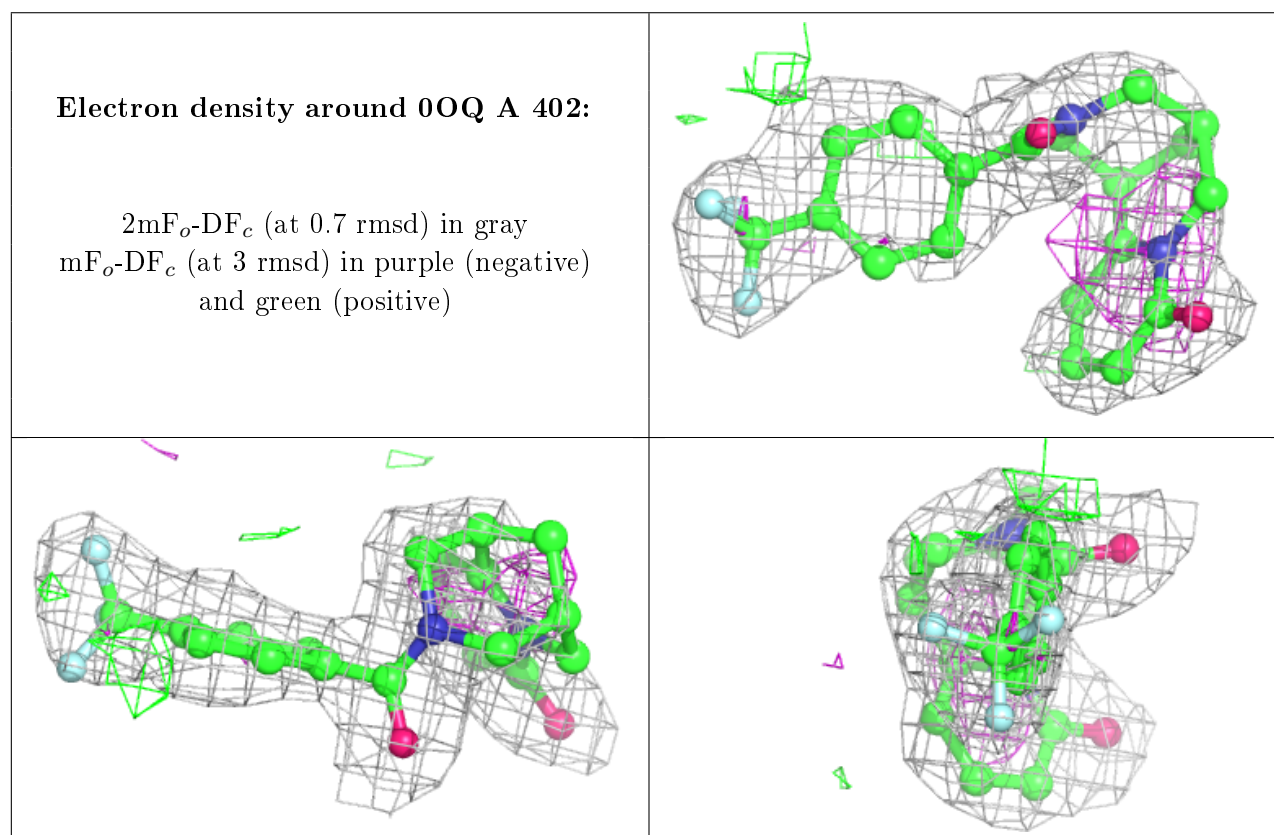 Electron density around 0OQ A 402:
2mFo-DFc (at 0.7 rmsd) in gray
mFo-DFc (at 3 rmsd) in purple (negative)
and green (positive)